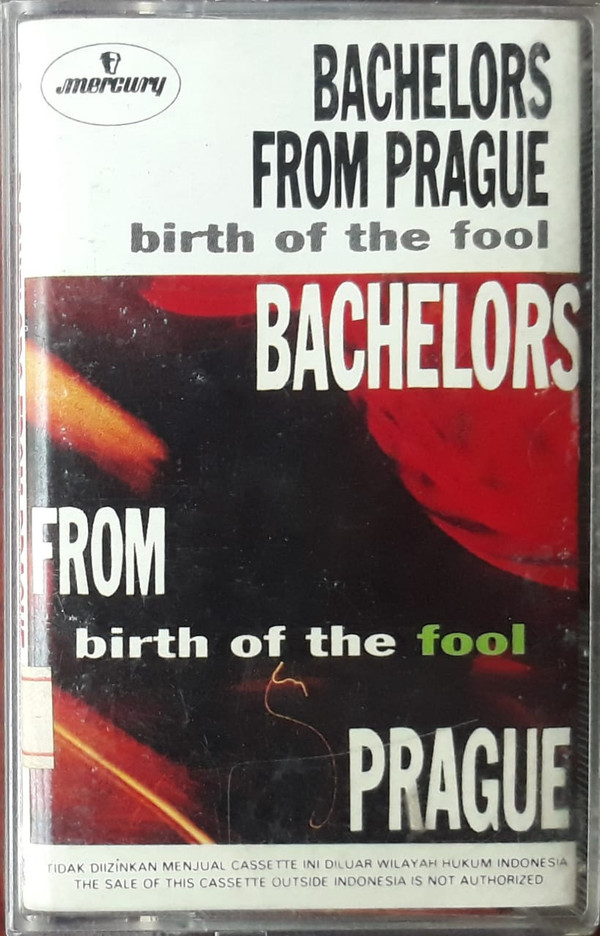 mercury
BACHELORS
FROM PRAGUE
birth of the fool
BACHELORS
FROM
birth of the fool
PRAGUE
TIDAK DIIZINKAN MENJUAL CASSETTE INI DILUAR WILAYAH HUKUM INDONESIA
THE SALE OF THIS CASSETTE OUTSIDE INDONESIA IS NOT AUTHORIZED